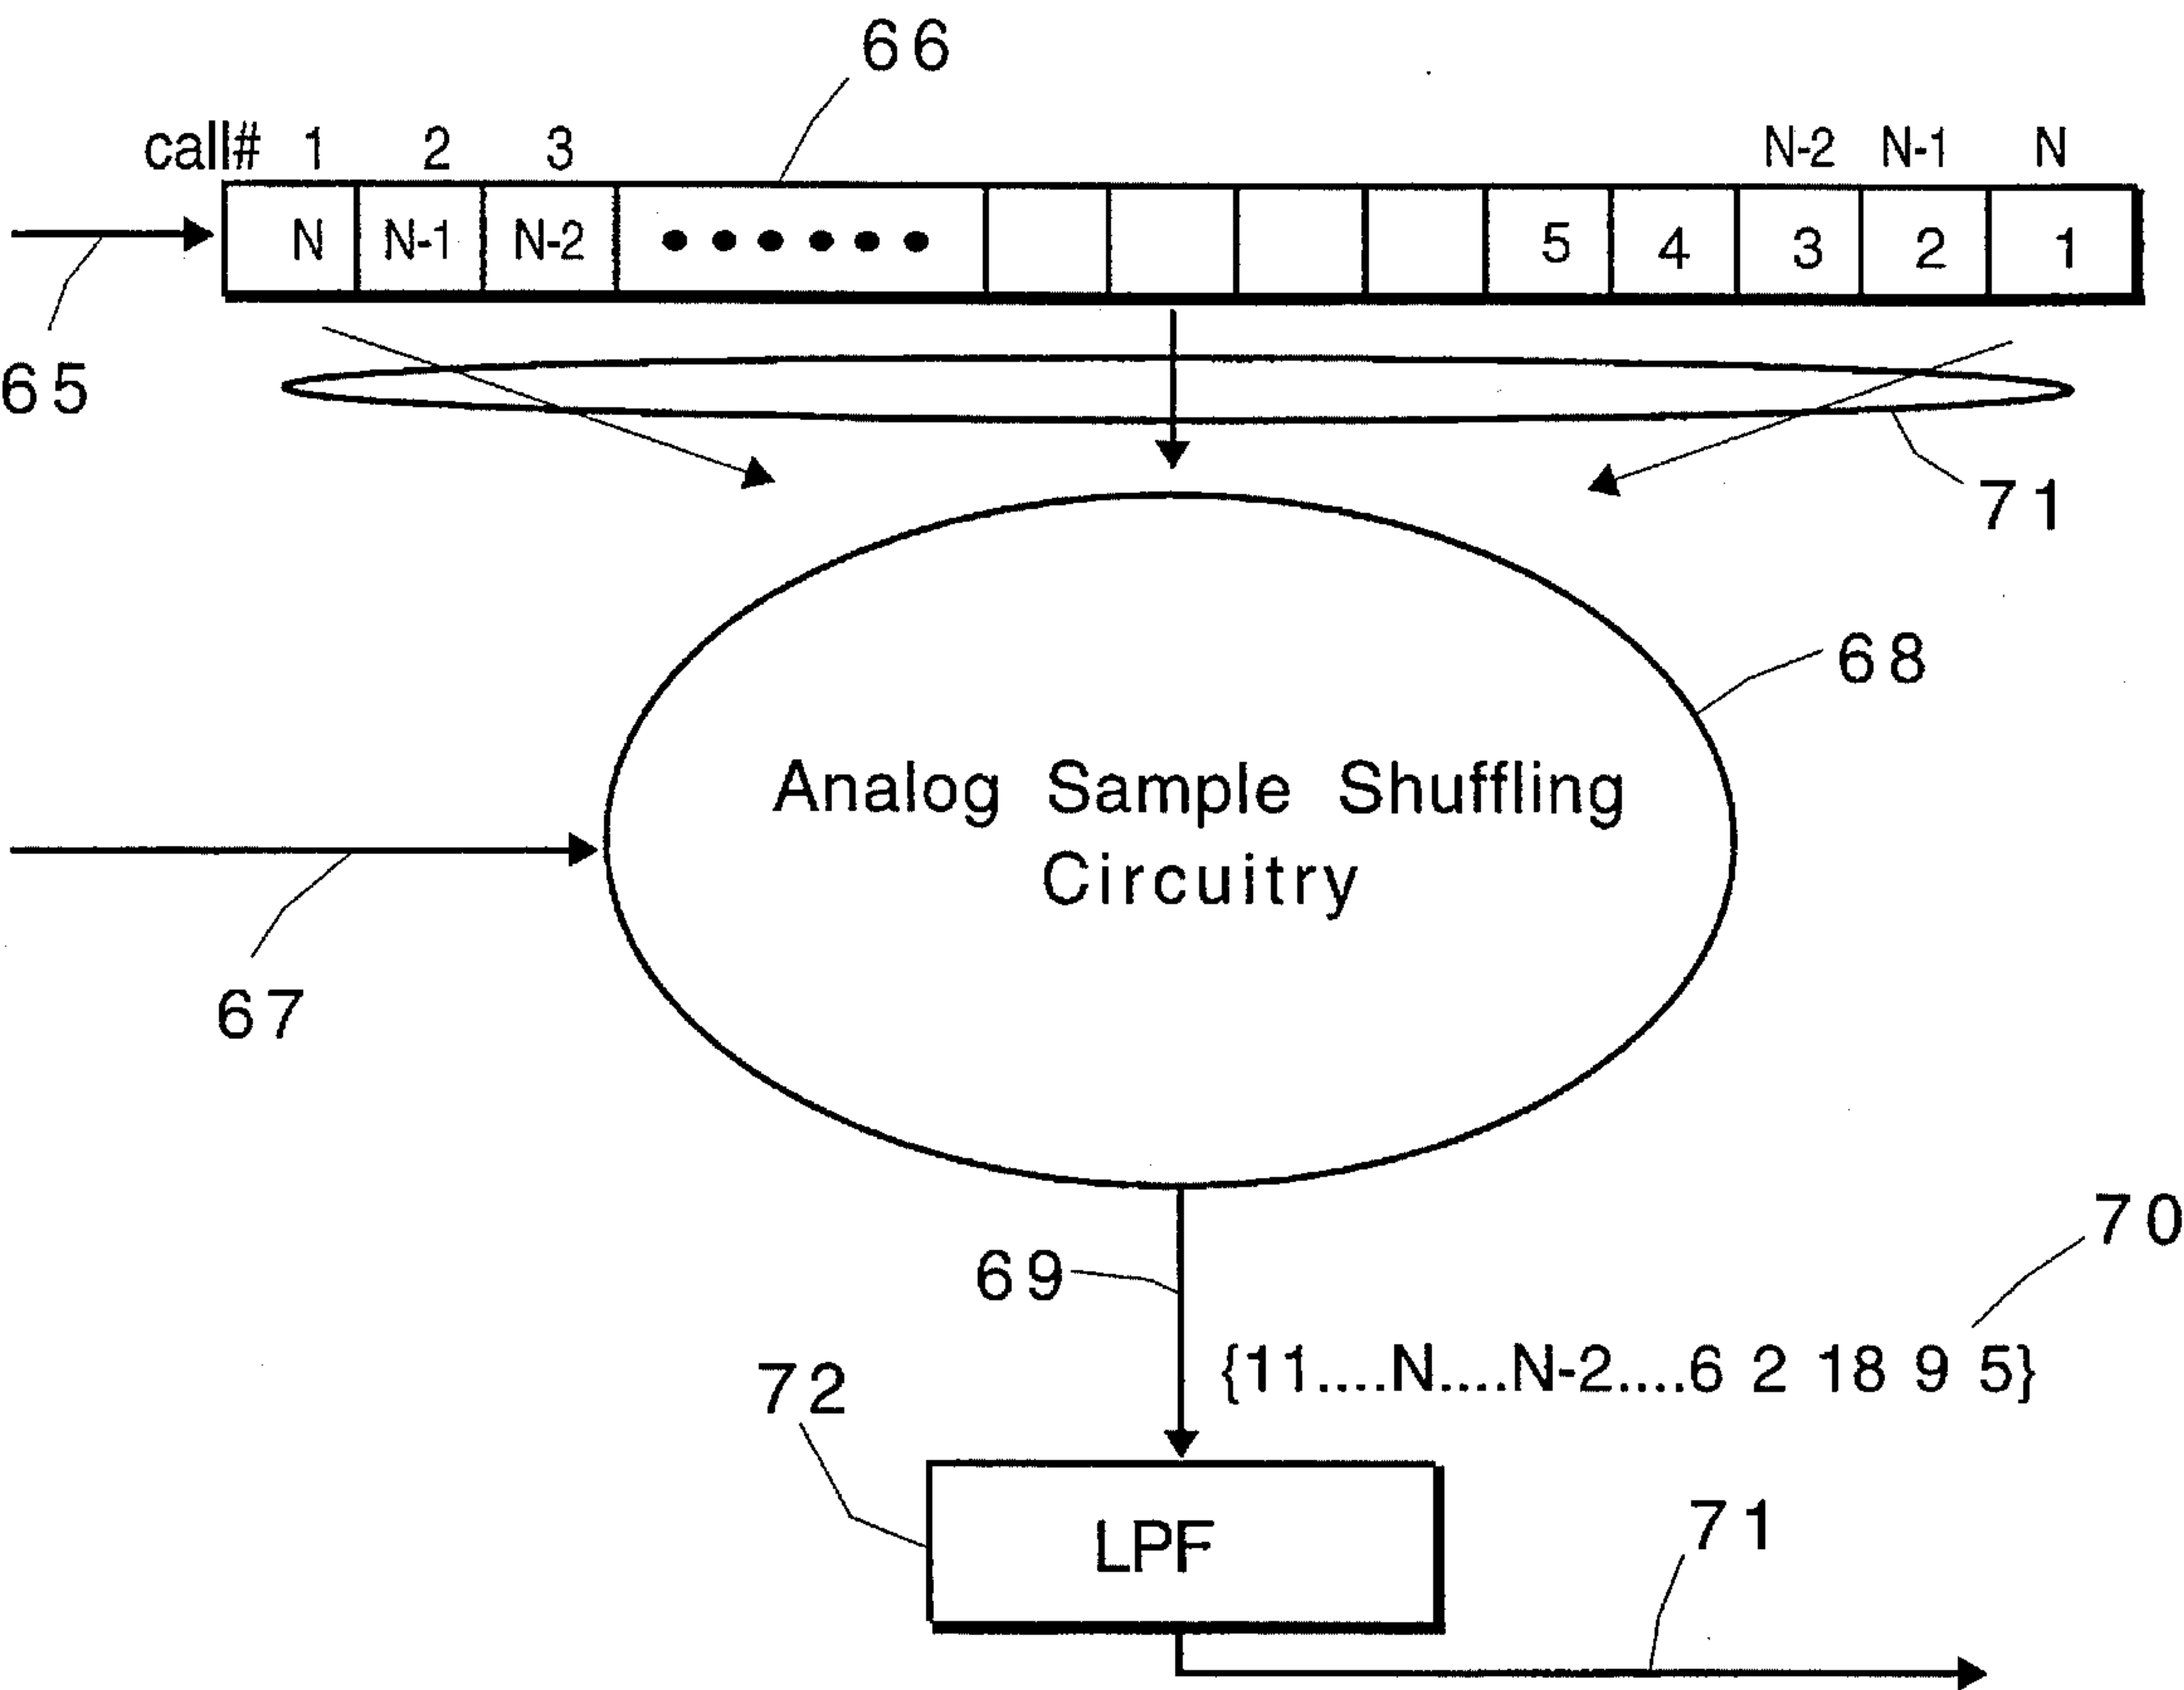 66
call# 1 2 3 N-2 N-1 N
N N-1 N-2 ...... 5 4 3 2 1
65
71
68
Analog Sample Shuffling
Circuitry
67
70
69
{11....N....N-2....6 2 18 9 5}
72
71
LPF